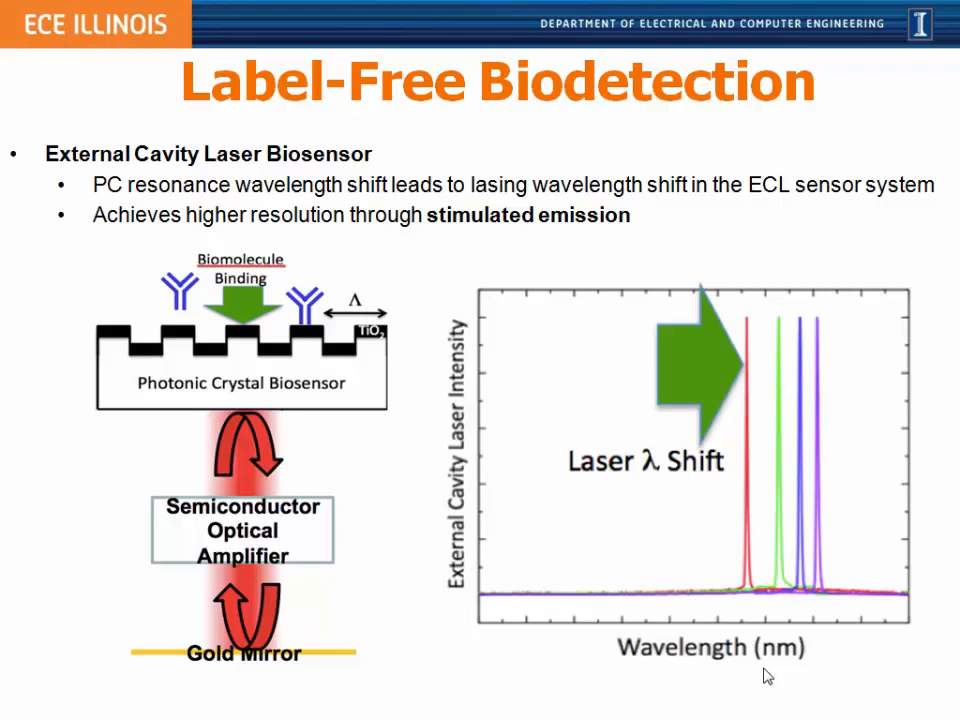 ECE ILLINOIS
DEPARTMENT OF ELECTRICAL AND COMPUTER ENGINEERING
I
Label-Free Biodetection
• External Cavity Laser Biosensor
• PC resonance wavelength shift leads to lasing wavelength shift in the ECL sensor system
• Achieves higher resolution through stimulated emission
Biomolecule
Binding
Λ
TiO2
Photonic Crystal Biosensor
Semiconductor
Optical
Amplifier
Gold Mirror
External Cavity Laser Intensity
Laser λ Shift
Wavelength (nm)